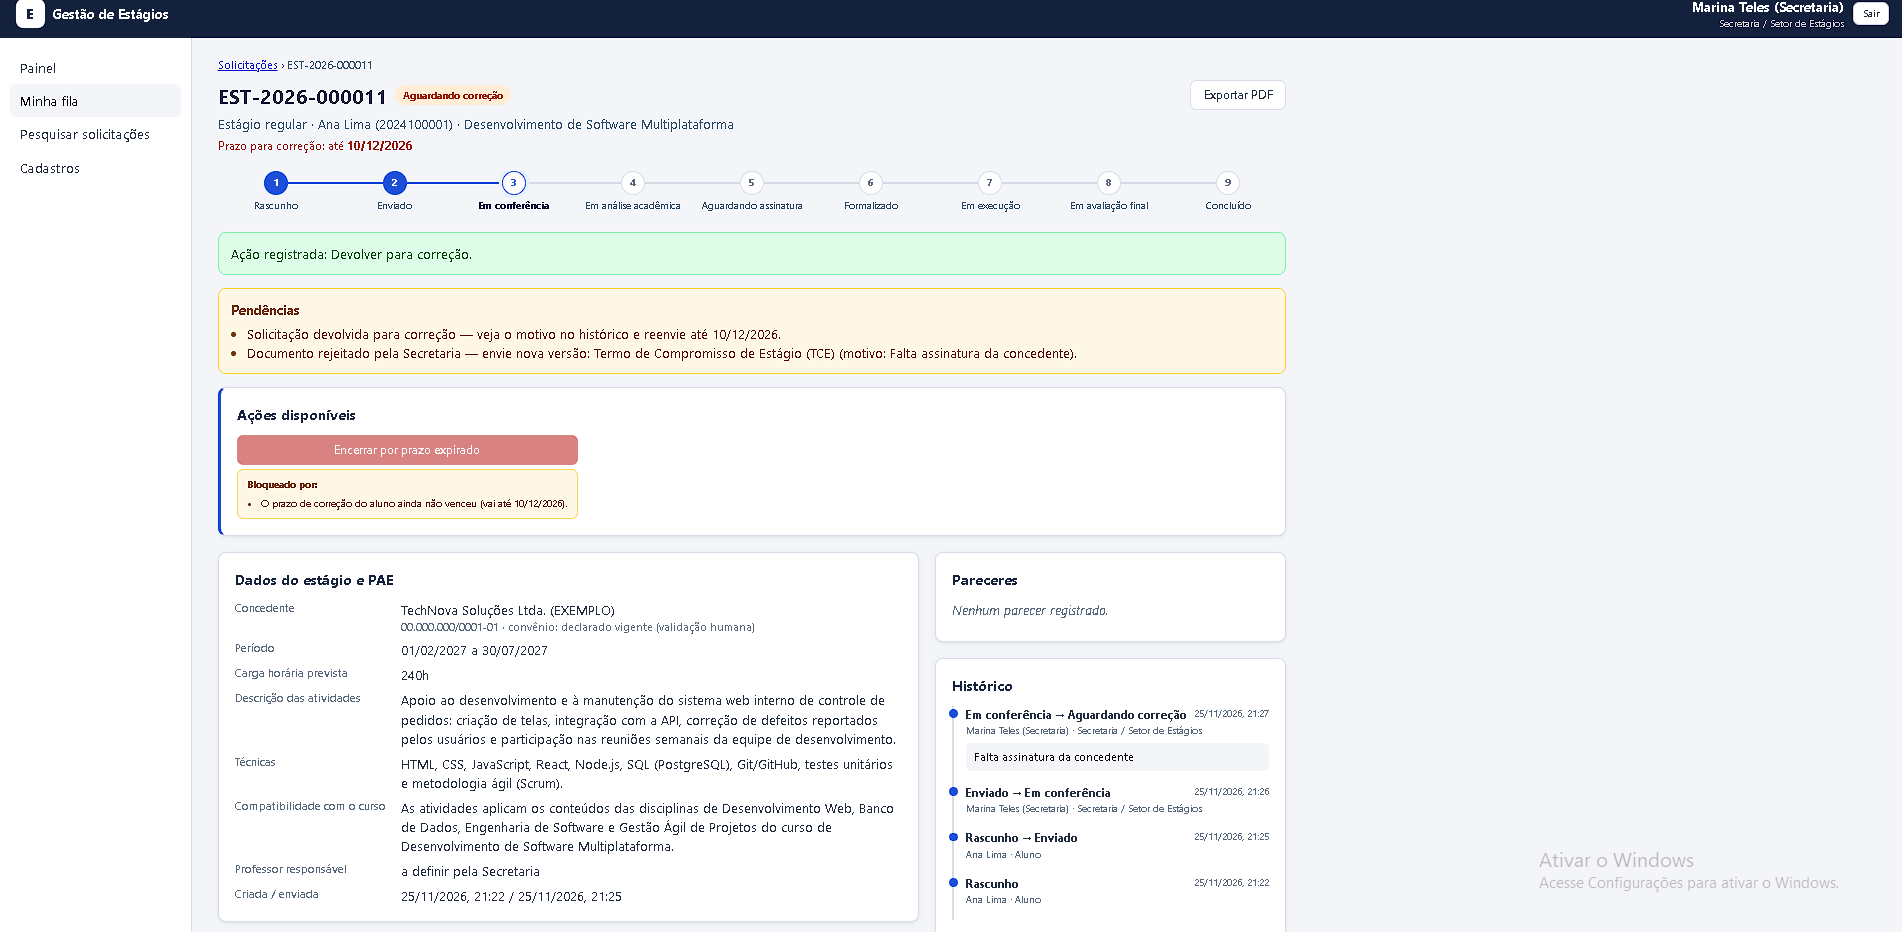 E Gestão de Estágios
Marina Teles (Secretaria)
Secretaria / Setor de Estágios
Sair
Painel
Minha fila
Pesquisar solicitações
Cadastros
Solicitações › EST-2026-000011
EST-2026-000011 Aguardando correção
Exportar PDF
Estágio regular · Ana Lima (2024100001) · Desenvolvimento de Software Multiplataforma
Prazo para correção: até 10/12/2026
1 2 3 4 5 6 7 8 9
Rascunho Enviado Em conferência Em análise acadêmica Aguardando assinatura Formalizado Em execução Em avaliação final Concluído
Ação registrada: Devolver para correção.
Pendências
• Solicitação devolvida para correção — veja o motivo no histórico e reenvie até 10/12/2026.
• Documento rejeitado pela Secretaria — envie nova versão: Termo de Compromisso de Estágio (TCE) (motivo: Falta assinatura da concedente).
Ações disponíveis
Encerrar por prazo expirado
Bloqueado por:
• O prazo de correção do aluno ainda não venceu (vai até 10/12/2026).
Dados do estágio e PAE
Concedente TechNova Soluções Ltda. (EXEMPLO)
00.000.000/0001-01 · convênio: declarado vigente (validação humana)
Período 01/02/2027 a 30/07/2027
Carga horária prevista 240h
Descrição das atividades Apoio ao desenvolvimento e à manutenção do sistema web interno de controle de
pedidos: criação de telas, integração com a API, correção de defeitos reportados
pelos usuários e participação nas reuniões semanais da equipe de desenvolvimento.
Técnicas HTML, CSS, JavaScript, React, Node.js, SQL (PostgreSQL), Git/GitHub, testes unitários
e metodologia ágil (Scrum).
Compatibilidade com o curso As atividades aplicam os conteúdos das disciplinas de Desenvolvimento Web, Banco
de Dados, Engenharia de Software e Gestão Ágil de Projetos do curso de
Desenvolvimento de Software Multiplataforma.
Professor responsável a definir pela Secretaria
Criada / enviada 25/11/2026, 21:22 / 25/11/2026, 21:25
Pareceres
Nenhum parecer registrado.
Histórico
Em conferência → Aguardando correção 25/11/2026, 21:27
Marina Teles (Secretaria) · Secretaria / Setor de Estágios
Falta assinatura da concedente
Enviado → Em conferência 25/11/2026, 21:26
Marina Teles (Secretaria) · Secretaria / Setor de Estágios
Rascunho → Enviado 25/11/2026, 21:25
Ana Lima · Aluno
Rascunho 25/11/2026, 21:22
Ana Lima · Aluno
Ativar o Windows
Acesse Configurações para ativar o Windows.